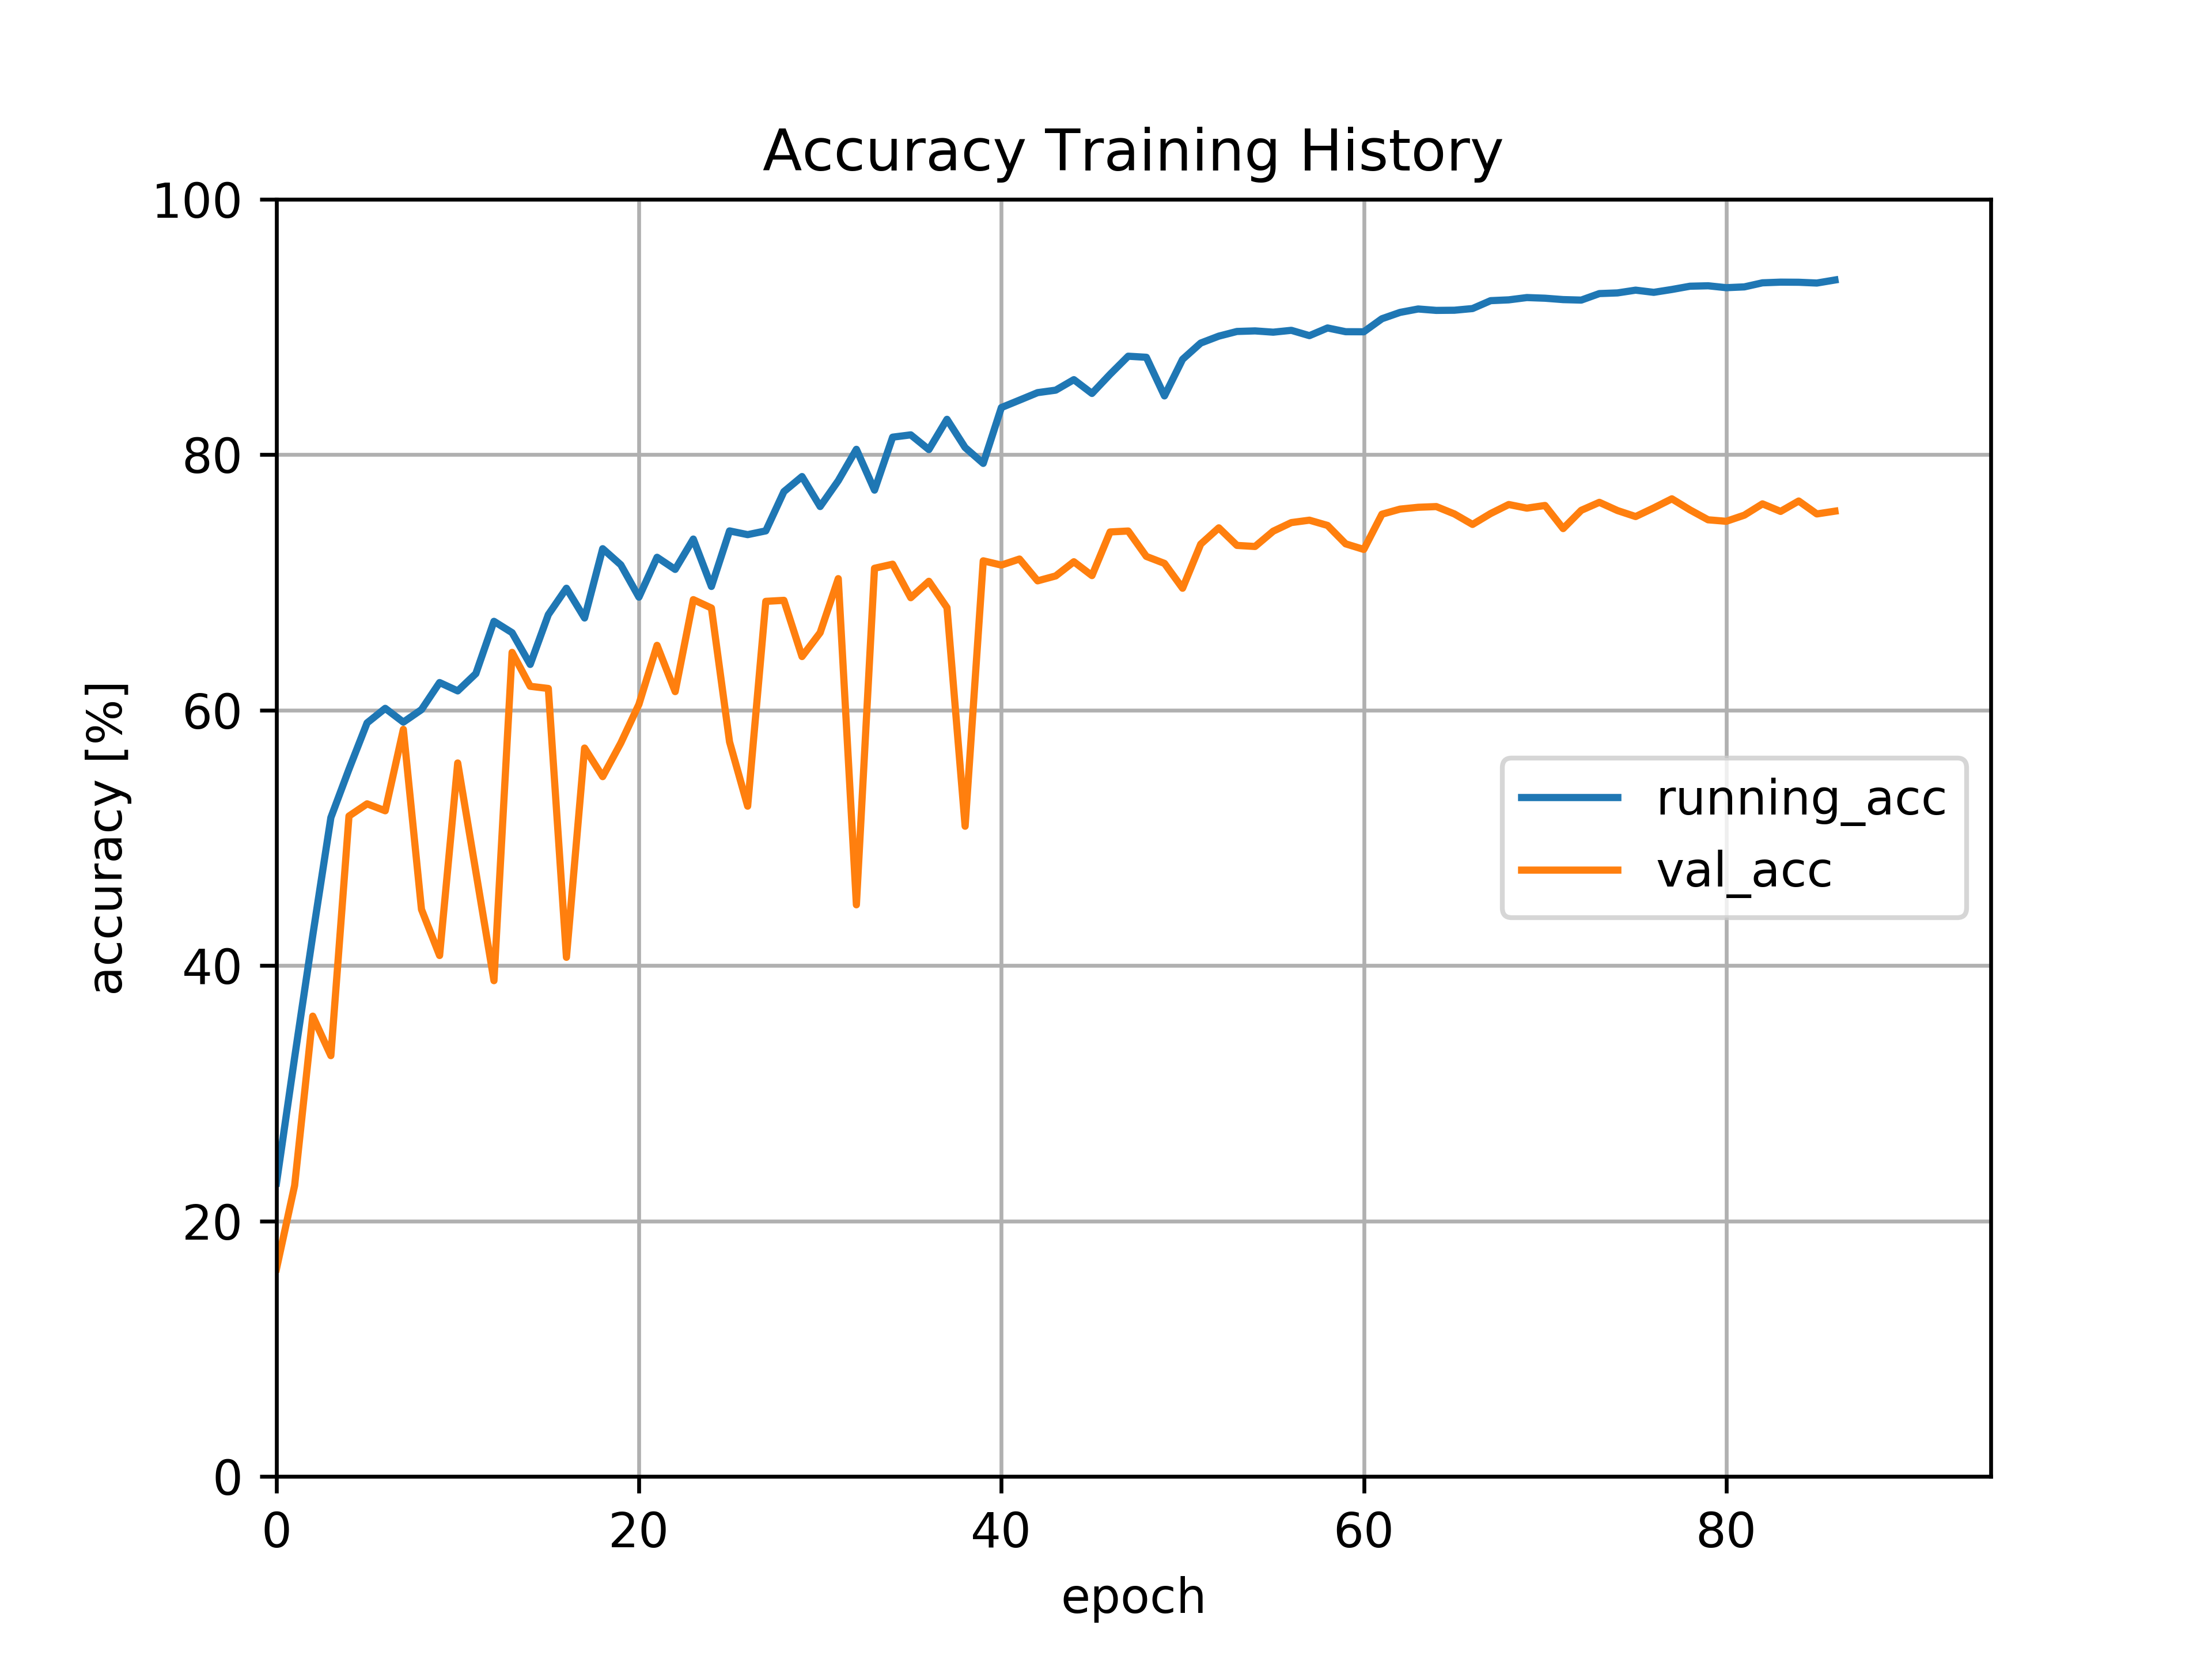 Accuracy Training History
100
80
60
40
20
0
accuracy [%]
running_acc
val_acc
0 20 40 60 80
epoch